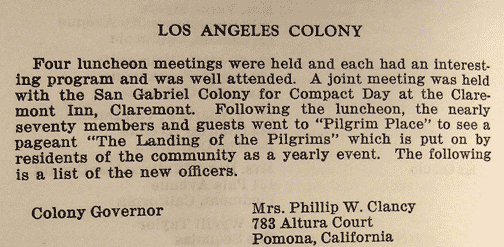 LOS ANGELES COLONY
Four luncheon meetings were held and each had an interest-
ing program and was well attended. A joint meeting was held
with the San Gabriel Colony for Compact Day at the Clare-
mont Inn, Claremont. Following the luncheon, the nearly
seventy members and guests went to "Pilgrim Place" to see a
pageant "The Landing of the Pilgrims" which is put on by
residents of the community as a yearly event. The following
is a list of the new officers.
Colony Governor Mrs. Phillip W. Clancy
783 Altura Court
Pomona, California